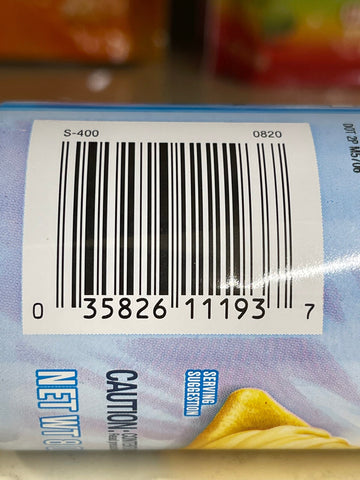 S-400 0820
0 35826 11193 7
SERVING
SUGGESTION
CAUTION:
NET WT